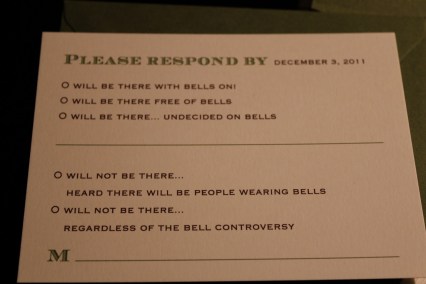 PLEASE RESPOND BY DECEMBER 3, 2011
WILL BE THERE WITH BELLS ON!
WILL BE THERE FREE OF BELLS
WILL BE THERE... UNDECIDED ON BELLS
WILL NOT BE THERE...
HEARD THERE WILL BE PEOPLE WEARING BELLS
WILL NOT BE THERE...
REGARDLESS OF THE BELL CONTROVERSY
M